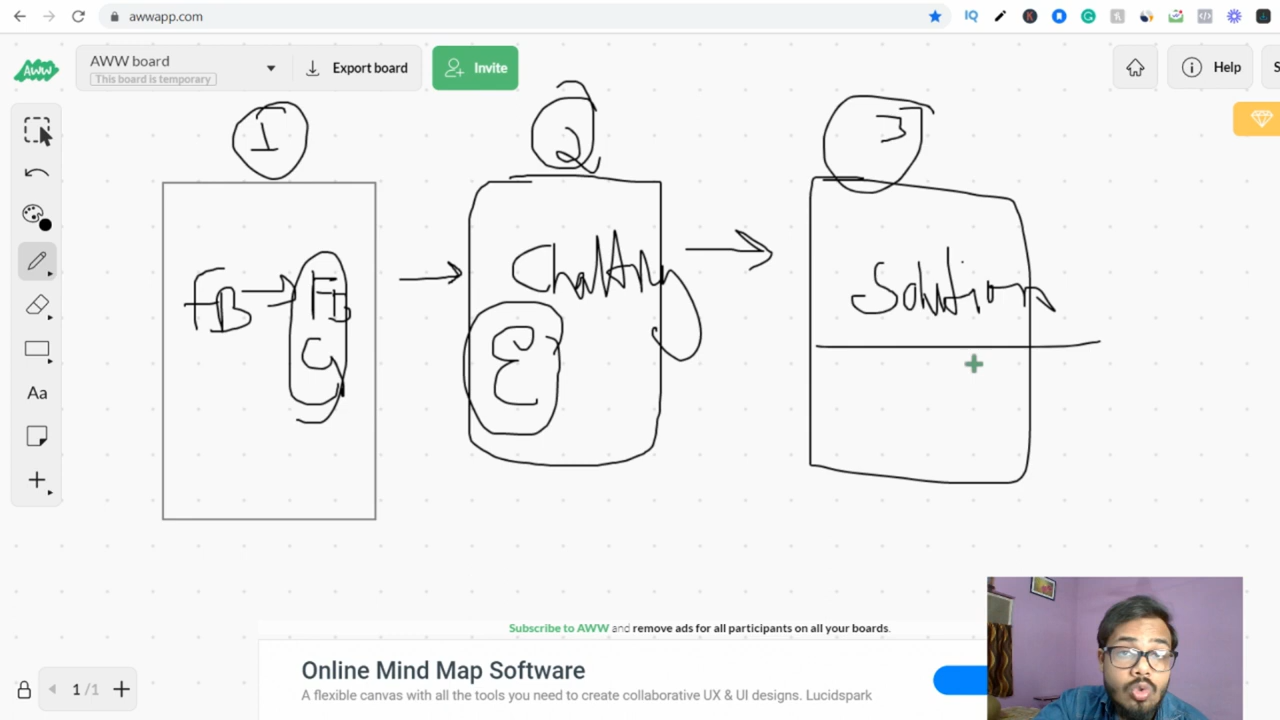 awwapp.com
IQ
AWW
AWW board
This board is temporary
Export board
Invite
Help
S
1
2
3
FB
FB
G
E
Solution
Aa
Subscribe to AWW and remove ads for all participants on all your boards.
Online Mind Map Software
A flexible canvas with all the tools you need to create collaborative UX & UI designs. Lucidspark
1 / 1